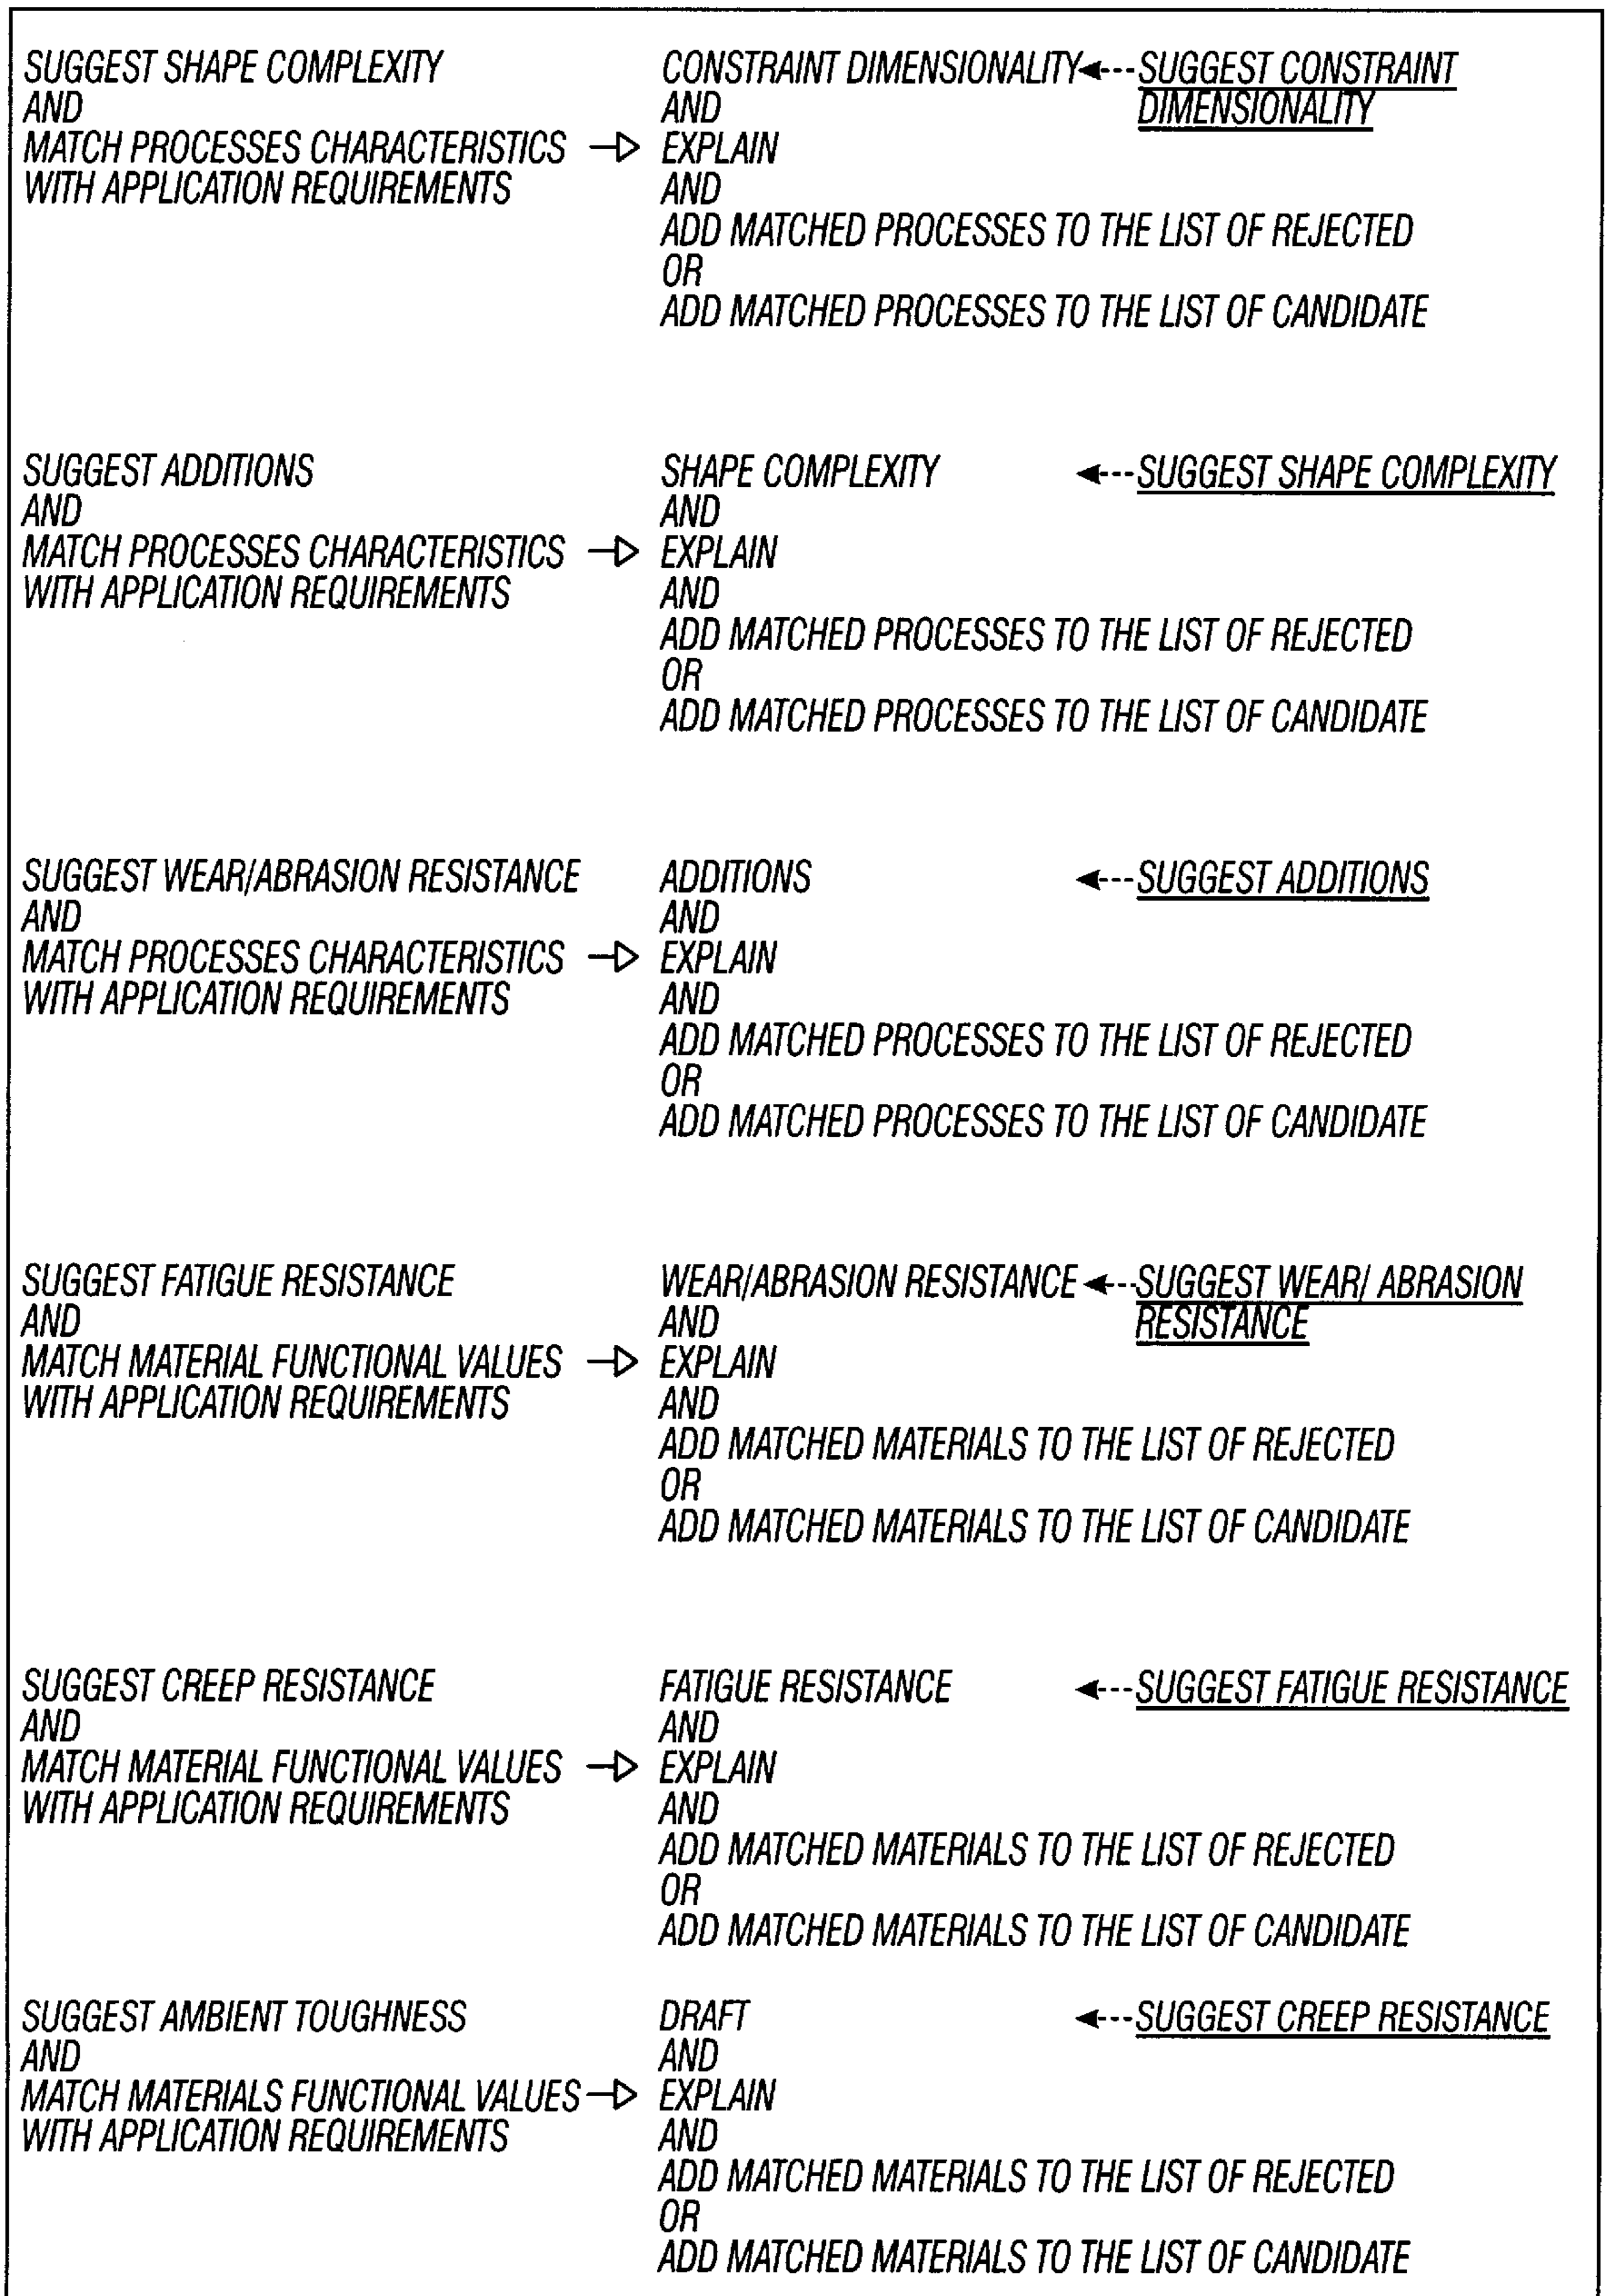 SUGGEST SHAPE COMPLEXITY CONSTRAINT DIMENSIONALITY SUGGEST CONSTRAINT
AND AND DIMENSIONALITY
MATCH PROCESSES CHARACTERISTICS EXPLAIN
WITH APPLICATION REQUIREMENTS AND
ADD MATCHED PROCESSES TO THE LIST OF REJECTED
OR
ADD MATCHED PROCESSES TO THE LIST OF CANDIDATE
SUGGEST ADDITIONS SHAPE COMPLEXITY SUGGEST SHAPE COMPLEXITY
AND AND
MATCH PROCESSES CHARACTERISTICS EXPLAIN
WITH APPLICATION REQUIREMENTS AND
ADD MATCHED PROCESSES TO THE LIST OF REJECTED
OR
ADD MATCHED PROCESSES TO THE LIST OF CANDIDATE
SUGGEST WEAR/ABRASION RESISTANCE ADDITIONS SUGGEST ADDITIONS
AND AND
MATCH PROCESSES CHARACTERISTICS EXPLAIN
WITH APPLICATION REQUIREMENTS AND
ADD MATCHED PROCESSES TO THE LIST OF REJECTED
OR
ADD MATCHED PROCESSES TO THE LIST OF CANDIDATE
SUGGEST FATIGUE RESISTANCE WEAR/ABRASION RESISTANCE SUGGEST WEAR/ ABRASION
AND AND RESISTANCE
MATCH MATERIAL FUNCTIONAL VALUES EXPLAIN
WITH APPLICATION REQUIREMENTS AND
ADD MATCHED MATERIALS TO THE LIST OF REJECTED
OR
ADD MATCHED MATERIALS TO THE LIST OF CANDIDATE
SUGGEST CREEP RESISTANCE FATIGUE RESISTANCE SUGGEST FATIGUE RESISTANCE
AND AND
MATCH MATERIAL FUNCTIONAL VALUES EXPLAIN
WITH APPLICATION REQUIREMENTS AND
ADD MATCHED MATERIALS TO THE LIST OF REJECTED
OR
ADD MATCHED MATERIALS TO THE LIST OF CANDIDATE
SUGGEST AMBIENT TOUGHNESS DRAFT SUGGEST CREEP RESISTANCE
AND AND
MATCH MATERIALS FUNCTIONAL VALUES EXPLAIN
WITH APPLICATION REQUIREMENTS AND
ADD MATCHED MATERIALS TO THE LIST OF REJECTED
OR
ADD MATCHED MATERIALS TO THE LIST OF CANDIDATE